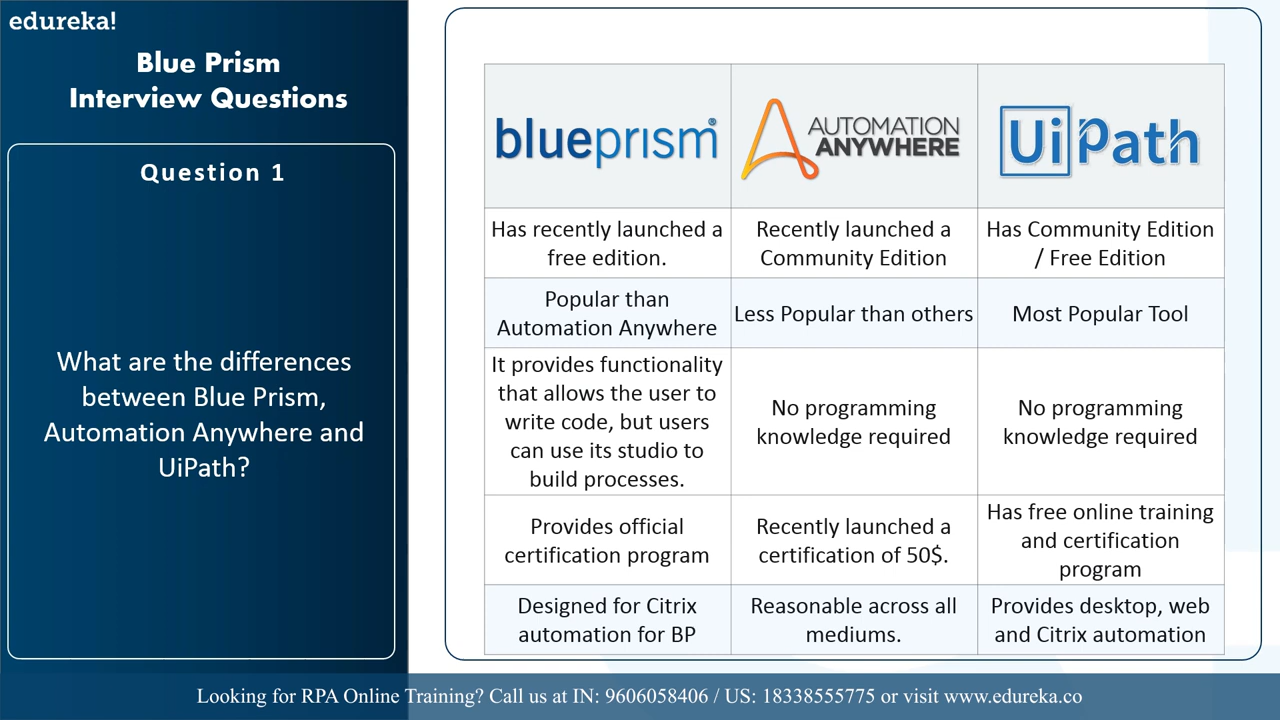 edureka!
Blue Prism
Interview Questions
Question 1
What are the differences
between Blue Prism,
Automation Anywhere and
UiPath?
blueprism®
AUTOMATION
ANYWHERE
UiPath
Has recently launched a
free edition.
Recently launched a
Community Edition
Has Community Edition
/ Free Edition
Popular than
Automation Anywhere
Less Popular than others
Most Popular Tool
It provides functionality
that allows the user to
write code, but users
can use its studio to
build processes.
No programming
knowledge required
No programming
knowledge required
Provides official
certification program
Recently launched a
certification of 50$.
Has free online training
and certification
program
Designed for Citrix
automation for BP
Reasonable across all
mediums.
Provides desktop, web
and Citrix automation
Looking for RPA Online Training? Call us at IN: 9606058406 / US: 18338555775 or visit www.edureka.co